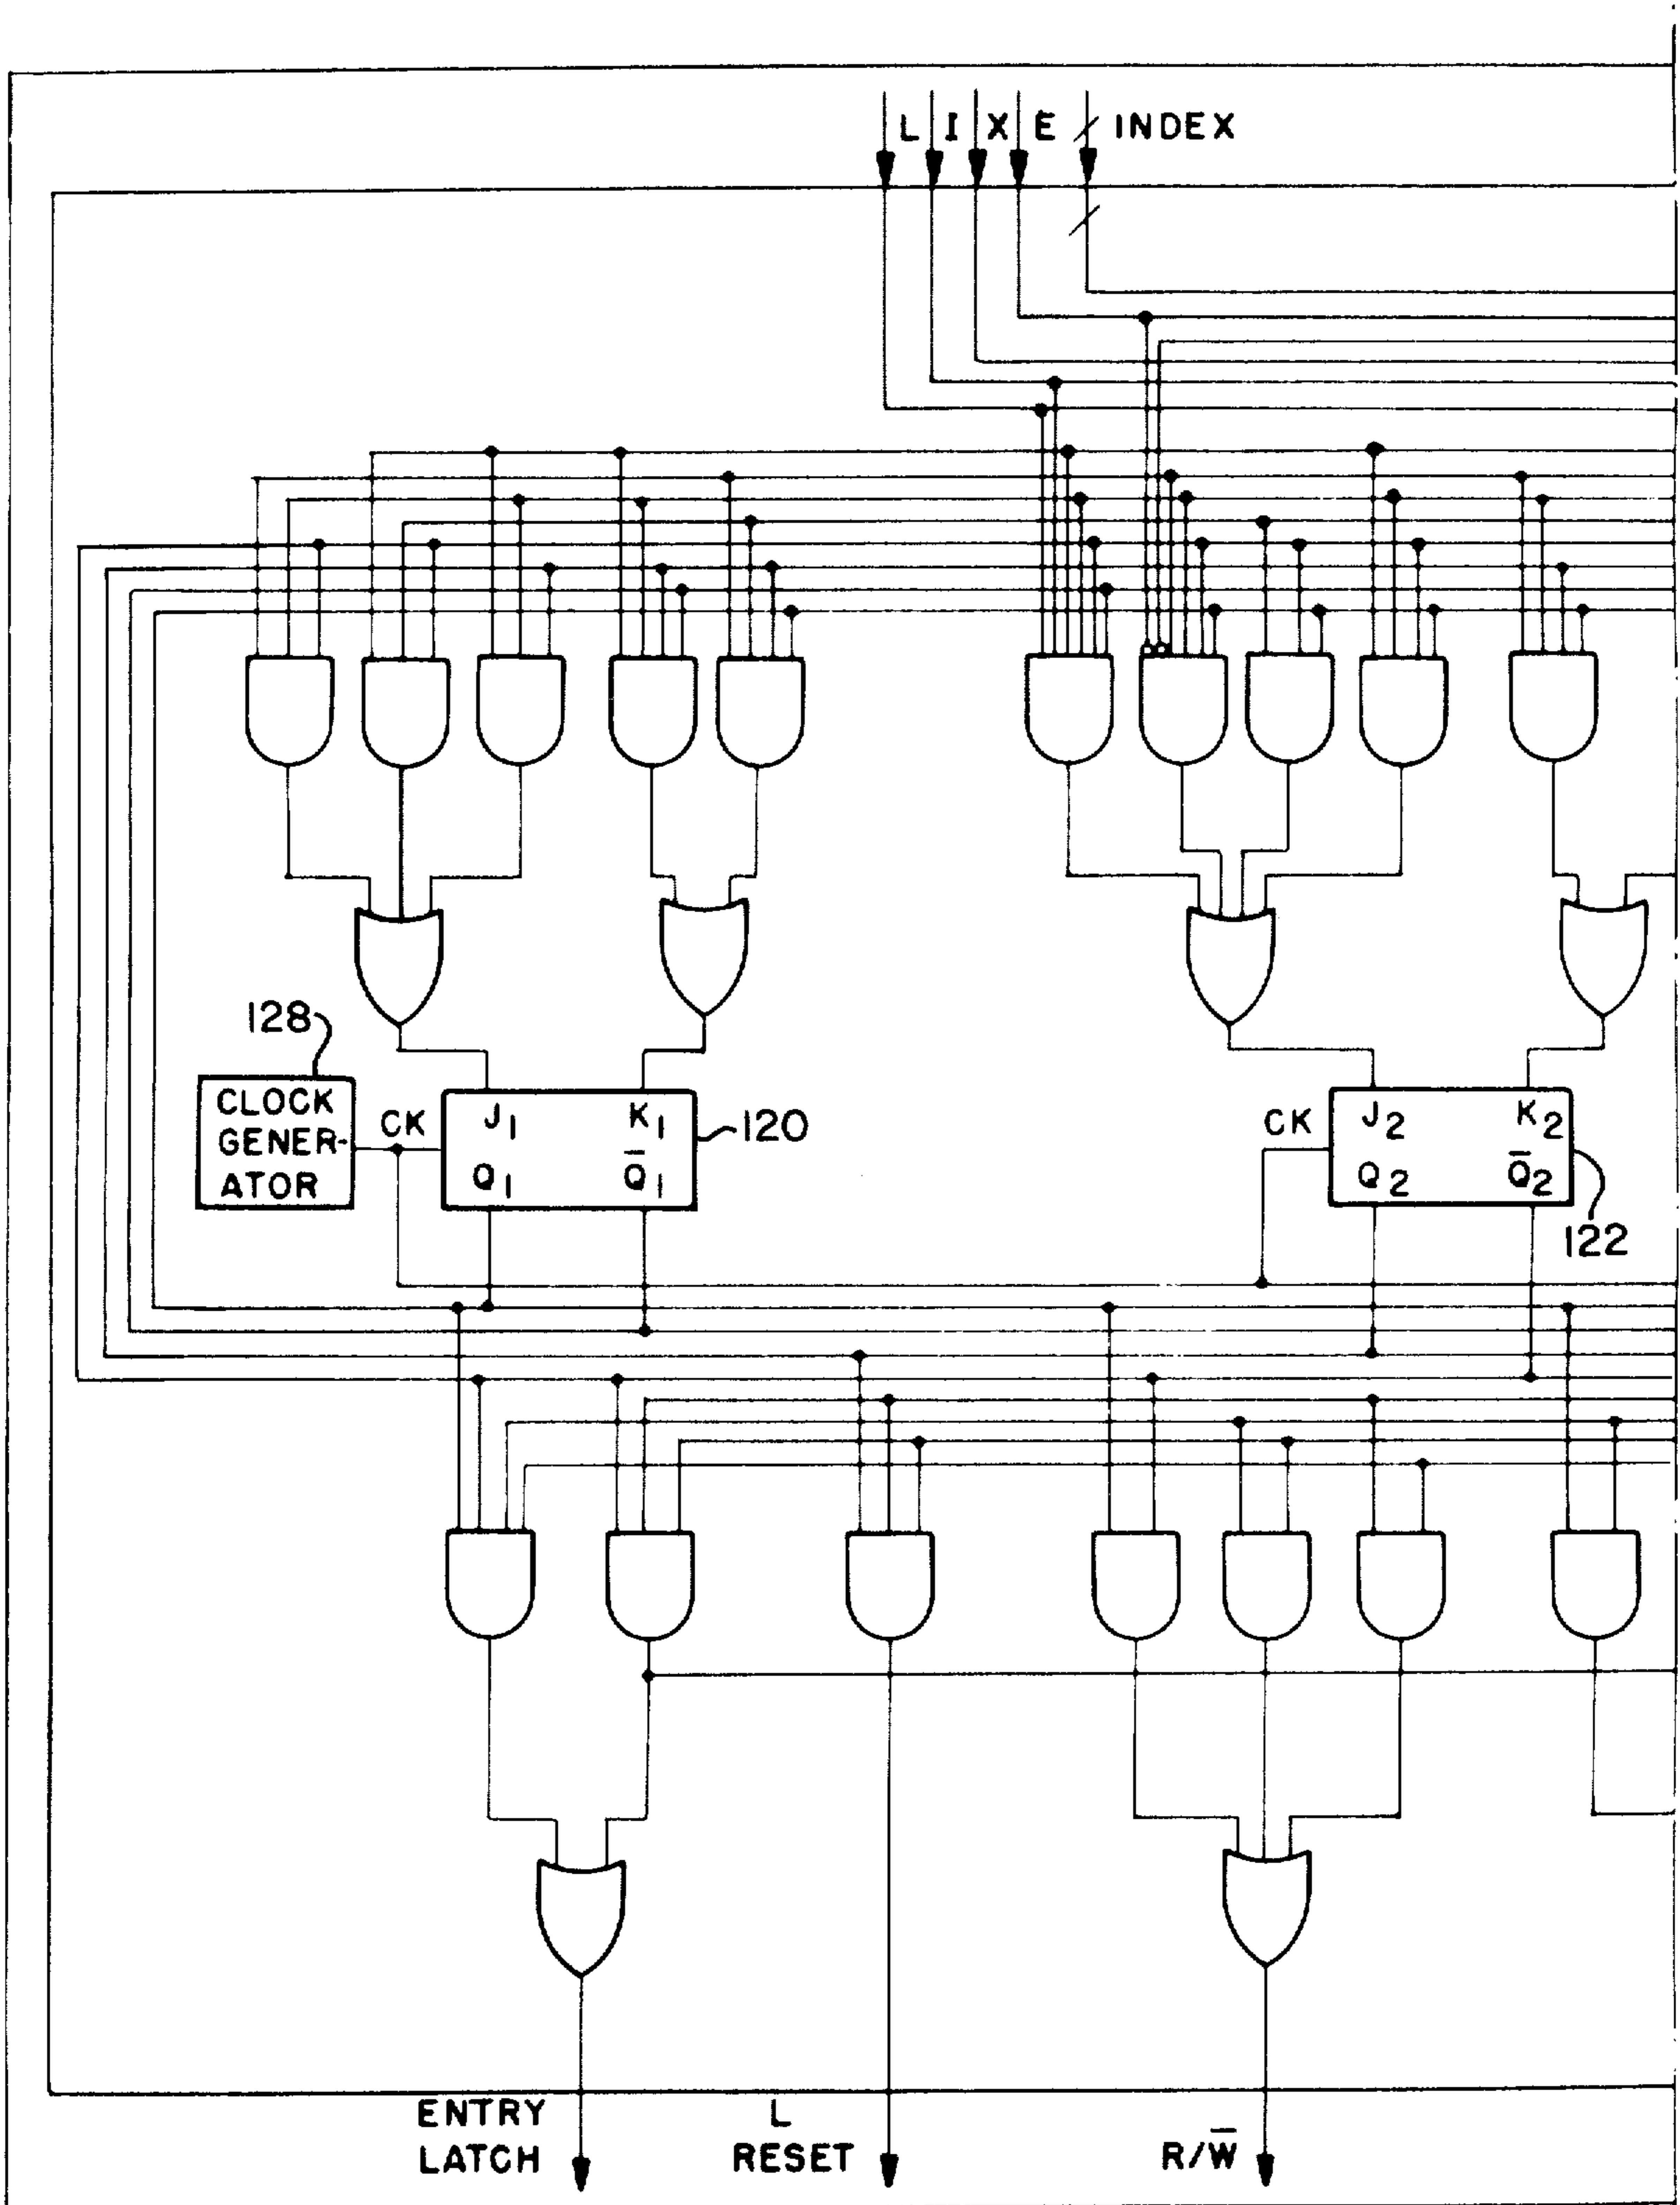 L I X E INDEX
128
CLOCK
GENER-
ATOR
CK
J1 K1
Q1 Q̅1
120
CK
J2 K2
Q2 Q̅2
122
ENTRY
LATCH
L
RESET
R/W̅